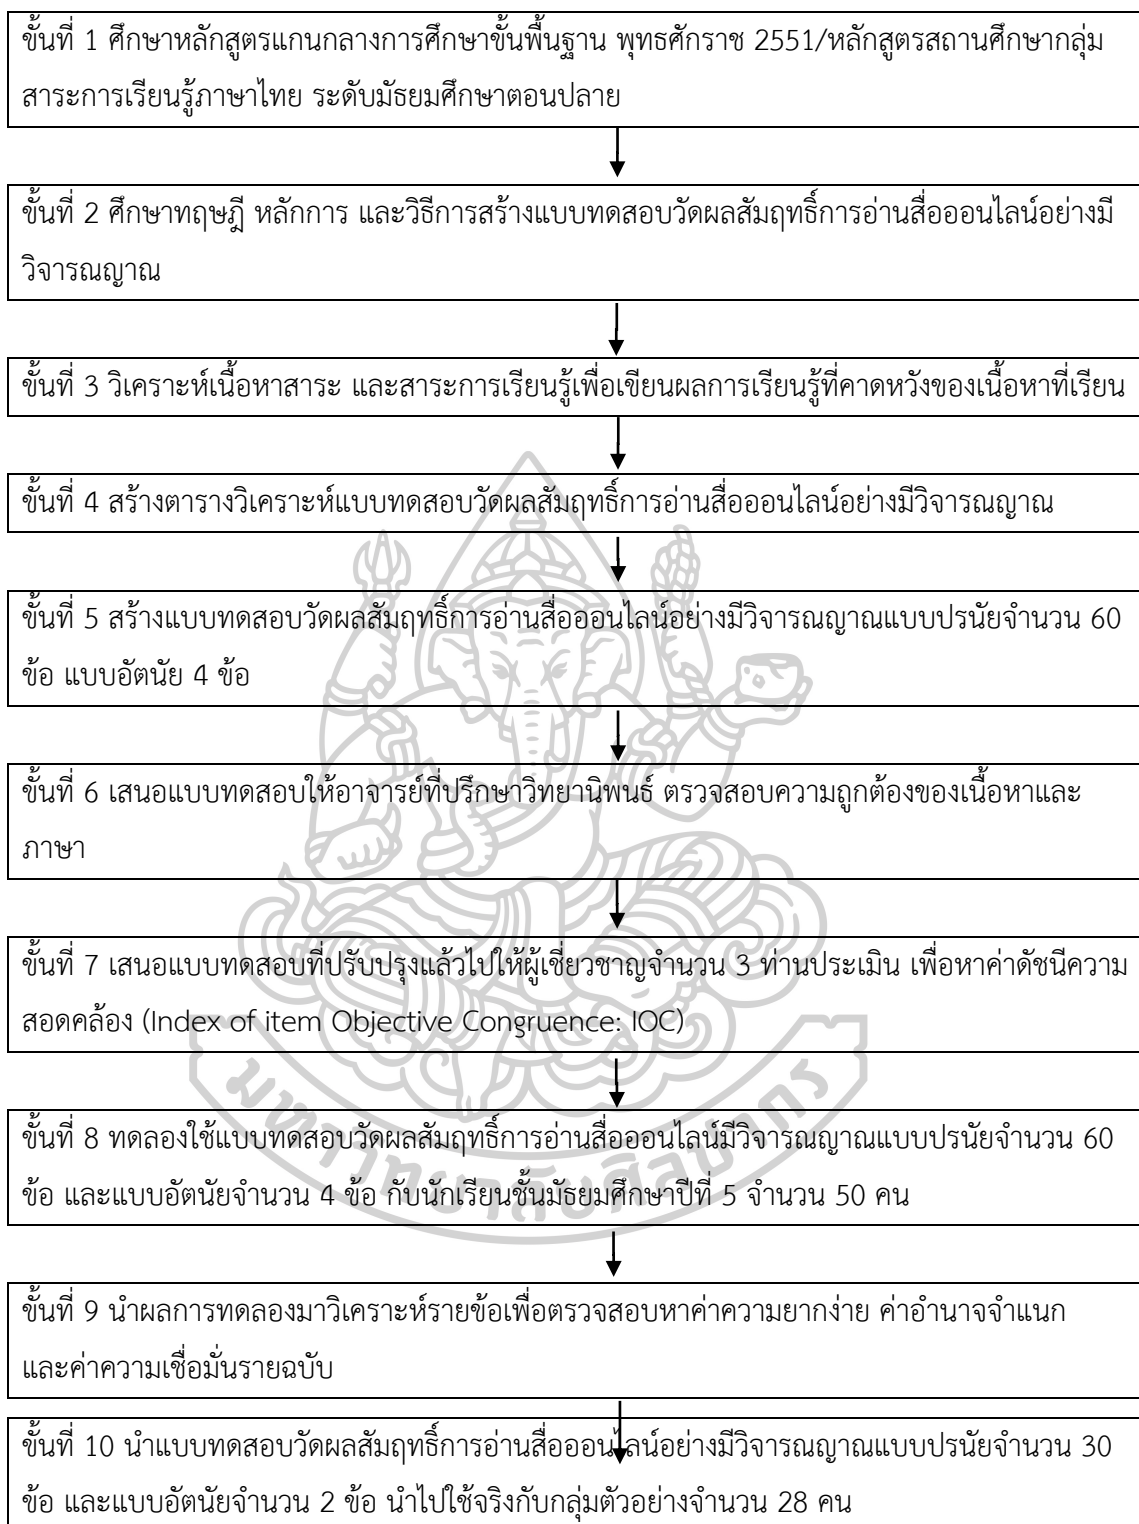 ขั้นที่ 1 ศึกษาหลักสูตรแกนกลางการศึกษาขั้นพื้นฐาน พุทธศักราช 2551/หลักสูตรสถานศึกษากลุ่ม
สาระการเรียนรู้ภาษาไทย ระดับมัธยมศึกษาตอนปลาย
ขั้นที่ 2 ศึกษาทฤษฎี หลักการ และวิธีการสร้างแบบทดสอบวัดผลสัมฤทธิ์การอ่านสื่อออนไลน์อย่างมี
วิจารณญาณ
ขั้นที่ 3 วิเคราะห์เนื้อหาสาระ และสาระการเรียนรู้เพื่อเขียนผลการเรียนรู้ที่คาดหวังของเนื้อหาที่เรียน
ขั้นที่ 4 สร้างตารางวิเคราะห์แบบทดสอบวัดผลสัมฤทธิ์การอ่านสื่อออนไลน์อย่างมีวิจารณญาณ
ขั้นที่ 5 สร้างแบบทดสอบวัดผลสัมฤทธิ์การอ่านสื่อออนไลน์อย่างมีวิจารณญาณแบบปรนัยจำนวน 60
ข้อ แบบอัตนัย 4 ข้อ
ขั้นที่ 6 เสนอแบบทดสอบให้อาจารย์ที่ปรึกษาวิทยานิพนธ์ ตรวจสอบความถูกต้องของเนื้อหาและ
ภาษา
ขั้นที่ 7 เสนอแบบทดสอบที่ปรับปรุงแล้วไปให้ผู้เชี่ยวชาญจำนวน 3 ท่านประเมิน เพื่อหาค่าดัชนีความ
สอดคล้อง (Index of item Objective Congruence: IOC)
ขั้นที่ 8 ทดลองใช้แบบทดสอบวัดผลสัมฤทธิ์การอ่านสื่อออนไลน์มีวิจารณญาณแบบปรนัยจำนวน 60
ข้อ และแบบอัตนัยจำนวน 4 ข้อ กับนักเรียนชั้นมัธยมศึกษาปีที่ 5 จำนวน 50 คน
มหาวิทยาลัยศิลปากร
ขั้นที่ 9 นำผลการทดลองมาวิเคราะห์รายข้อเพื่อตรวจสอบหาค่าความยากง่าย ค่าอำนาจจำแนก
และค่าความเชื่อมั่นรายฉบับ
ขั้นที่ 10 นำแบบทดสอบวัดผลสัมฤทธิ์การอ่านสื่อออนไลน์อย่างมีวิจารณญาณแบบปรนัยจำนวน 30
ข้อ และแบบอัตนัยจำนวน 2 ข้อ นำไปใช้จริงกับกลุ่มตัวอย่างจำนวน 28 คน